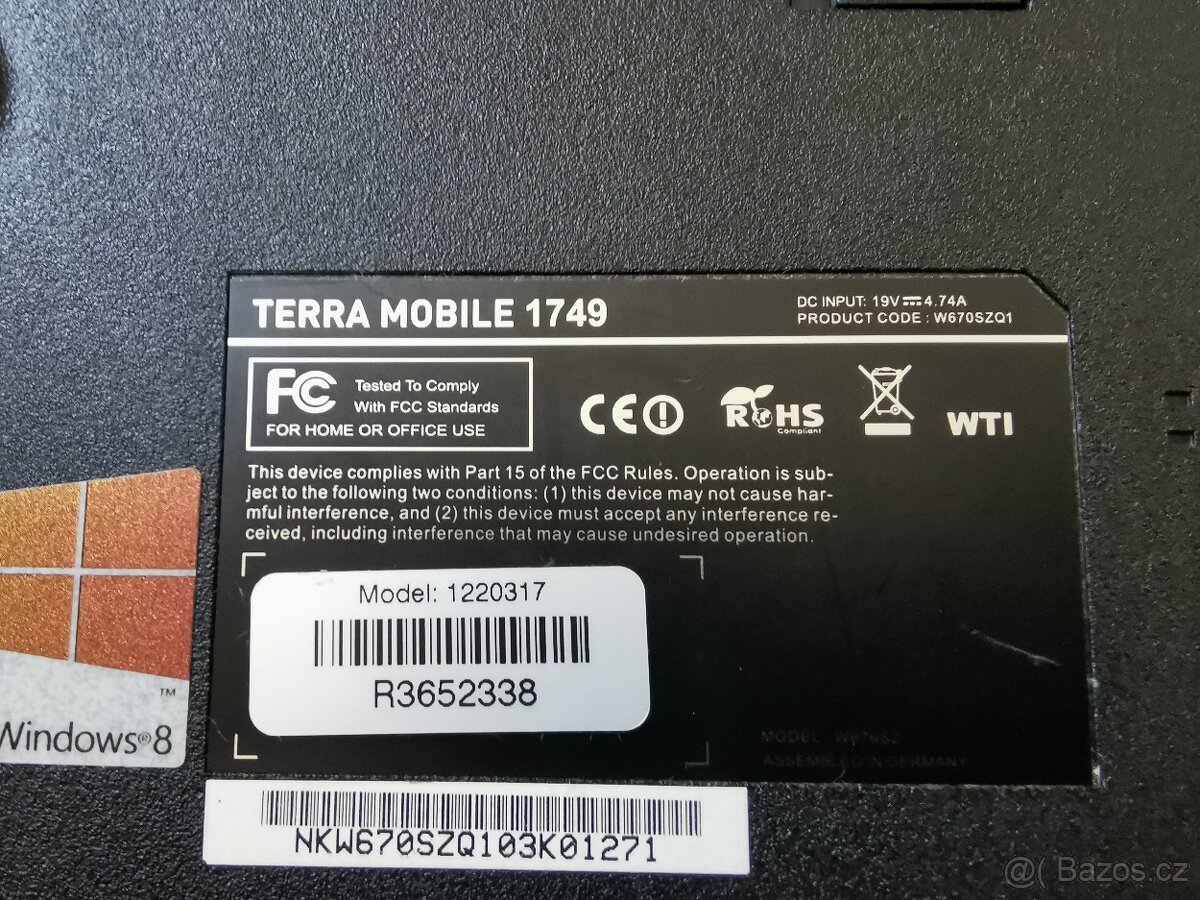 TERRA MOBILE 1749
DC INPUT: 19V⎓4.74A
PRODUCT CODE : W670SZQ1
FC
Tested To Comply
With FCC Standards
FOR HOME OR OFFICE USE
CE
RoHS
Compliant
WTI
This device complies with Part 15 of the FCC Rules. Operation is sub-
ject to the following two conditions: (1) this device may not cause har-
mful interference, and (2) this device must accept any interference re-
ceived, including interference that may cause undesired operation.
Model: 1220317
R3652338
TM
Windows®8
MODEL: W670SZ
ASSEMBLED IN GERMANY
NKW670SZQ103K01271
@( Bazos.cz